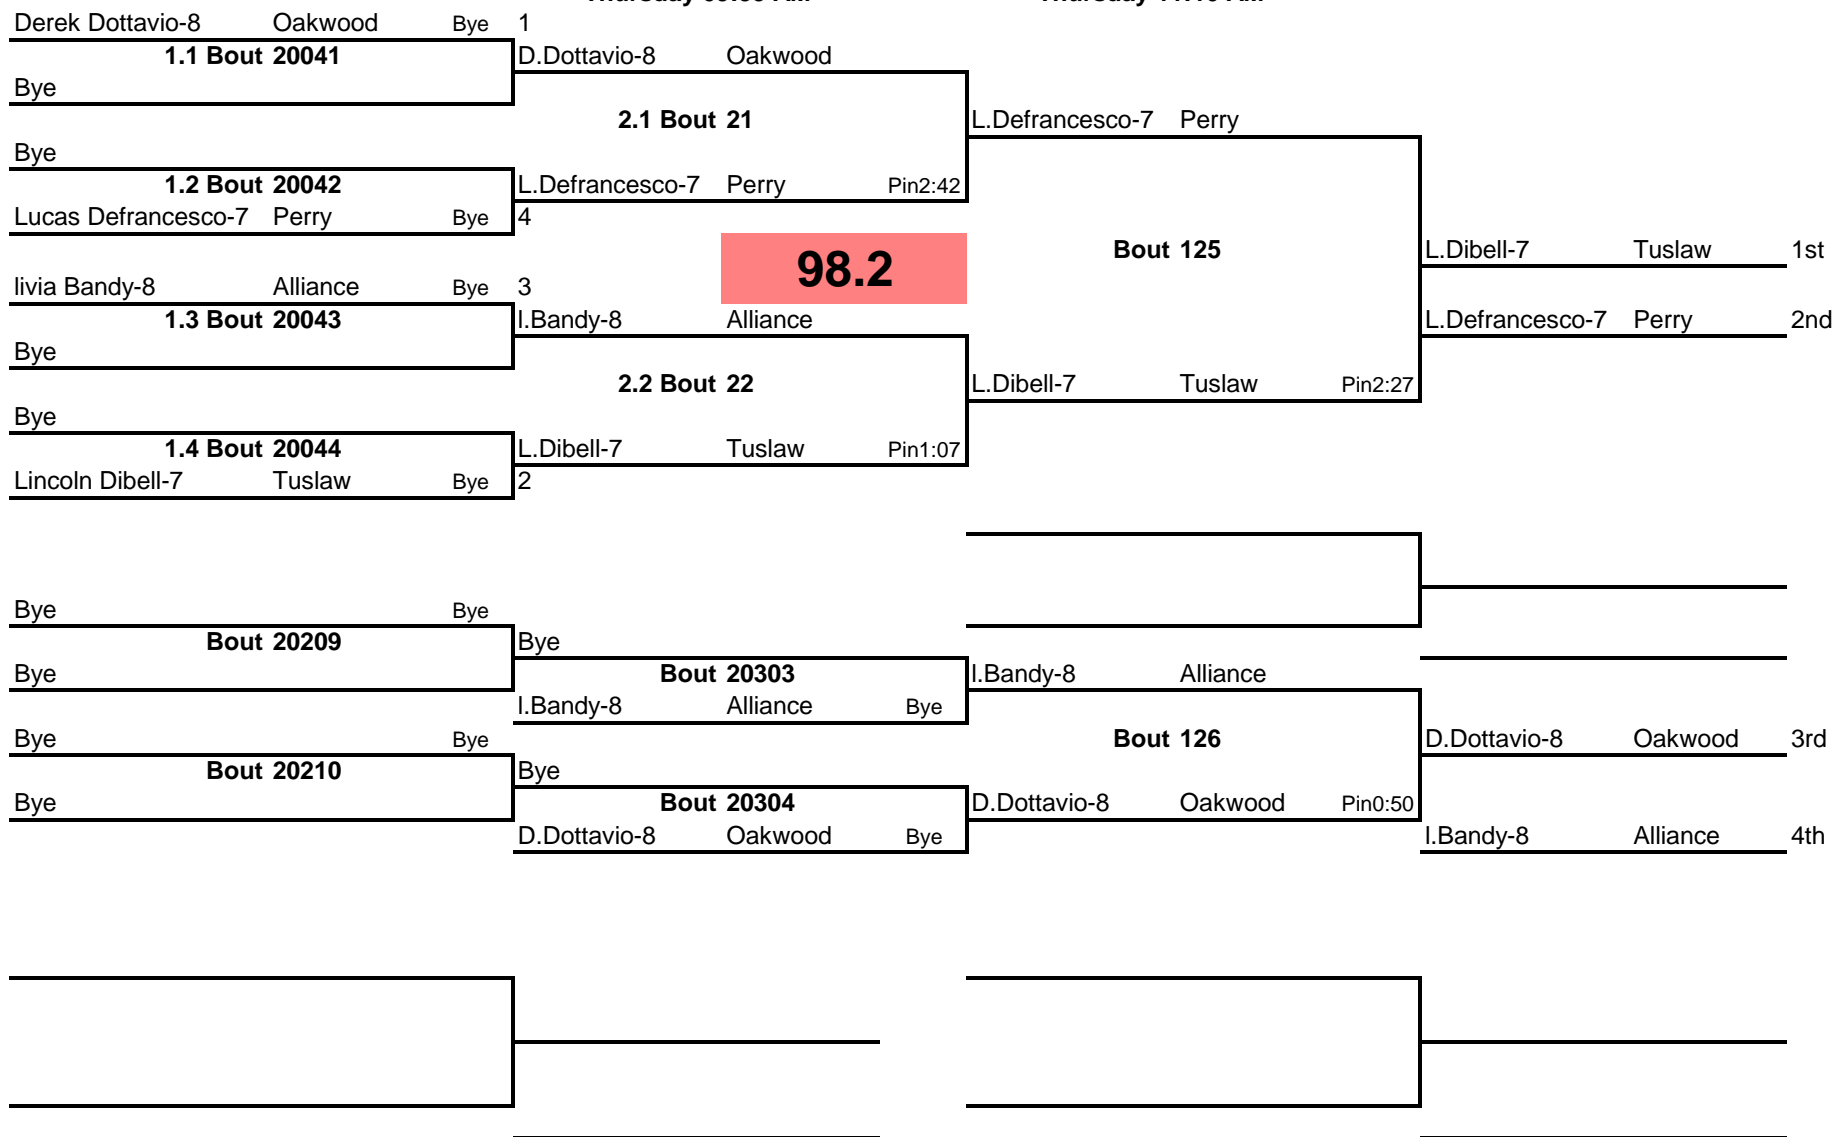 Derek Dottavio-8 Oakwood Bye 1
1.1 Bout 20041 D.Dottavio-8 Oakwood
Bye
2.1 Bout 21 L.Defrancesco-7 Perry
Bye
1.2 Bout 20042 L.Defrancesco-7 Perry Pin2:42
Lucas Defrancesco-7 Perry Bye 4
98.2 Bout 125 L.Dibell-7 Tuslaw 1st
livia Bandy-8 Alliance Bye 3
1.3 Bout 20043 l.Bandy-8 Alliance L.Defrancesco-7 Perry 2nd
Bye
2.2 Bout 22 L.Dibell-7 Tuslaw Pin2:27
Bye
1.4 Bout 20044 L.Dibell-7 Tuslaw Pin1:07
Lincoln Dibell-7 Tuslaw Bye 2
Bye Bye
Bout 20209 Bye
Bye Bout 20303 l.Bandy-8 Alliance
l.Bandy-8 Alliance Bye
Bye Bye Bout 126 D.Dottavio-8 Oakwood 3rd
Bout 20210 Bye
Bye Bout 20304 D.Dottavio-8 Oakwood Pin0:50
D.Dottavio-8 Oakwood Bye l.Bandy-8 Alliance 4th